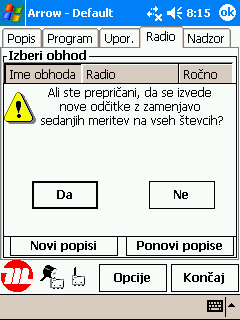 Arrow - Default 8:15 ok
Popis Program Upor. Radio Nadzor
Izberi obhod
Ime obhoda Radio Ročno
Ali ste prepričani, da se izvede
nove odčitke z zamenjavo
sedanjih meritev na vseh števcih?
Da Ne
Novi popisi Ponovi popise
m Opcije Končaj